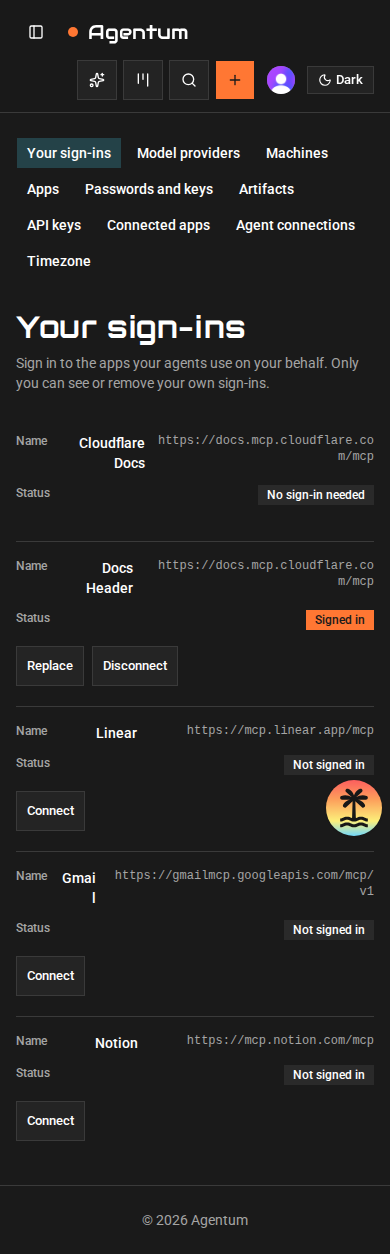 Agentum
Dark
Your sign-ins Model providers Machines
Apps Passwords and keys Artifacts
API keys Connected apps Agent connections
Timezone
Your sign-ins
Sign in to the apps your agents use on your behalf. Only
you can see or remove your own sign-ins.
Name Cloudflare https://docs.mcp.cloudflare.co
Docs m/mcp
Status No sign-in needed
Name Docs https://docs.mcp.cloudflare.co
Header m/mcp
Status Signed in
Replace Disconnect
Name Linear https://mcp.linear.app/mcp
Status Not signed in
Connect
Name Gmai https://gmailmcp.googleapis.com/mcp/
l v1
Status Not signed in
Connect
Name Notion https://mcp.notion.com/mcp
Status Not signed in
Connect
© 2026 Agentum